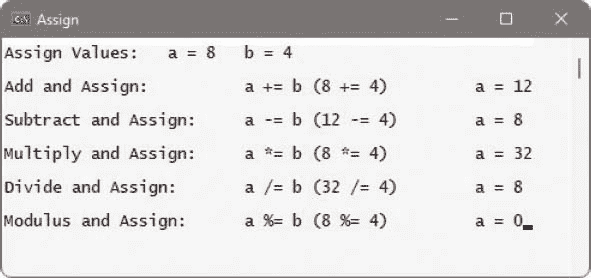 Assign
Assign Values: a = 8 b = 4
Add and Assign: a += b (8 += 4) a = 12
Subtract and Assign: a -= b (12 -= 4) a = 8
Multiply and Assign: a *= b (8 *= 4) a = 32
Divide and Assign: a /= b (32 /= 4) a = 8
Modulus and Assign: a %= b (8 %= 4) a = 0